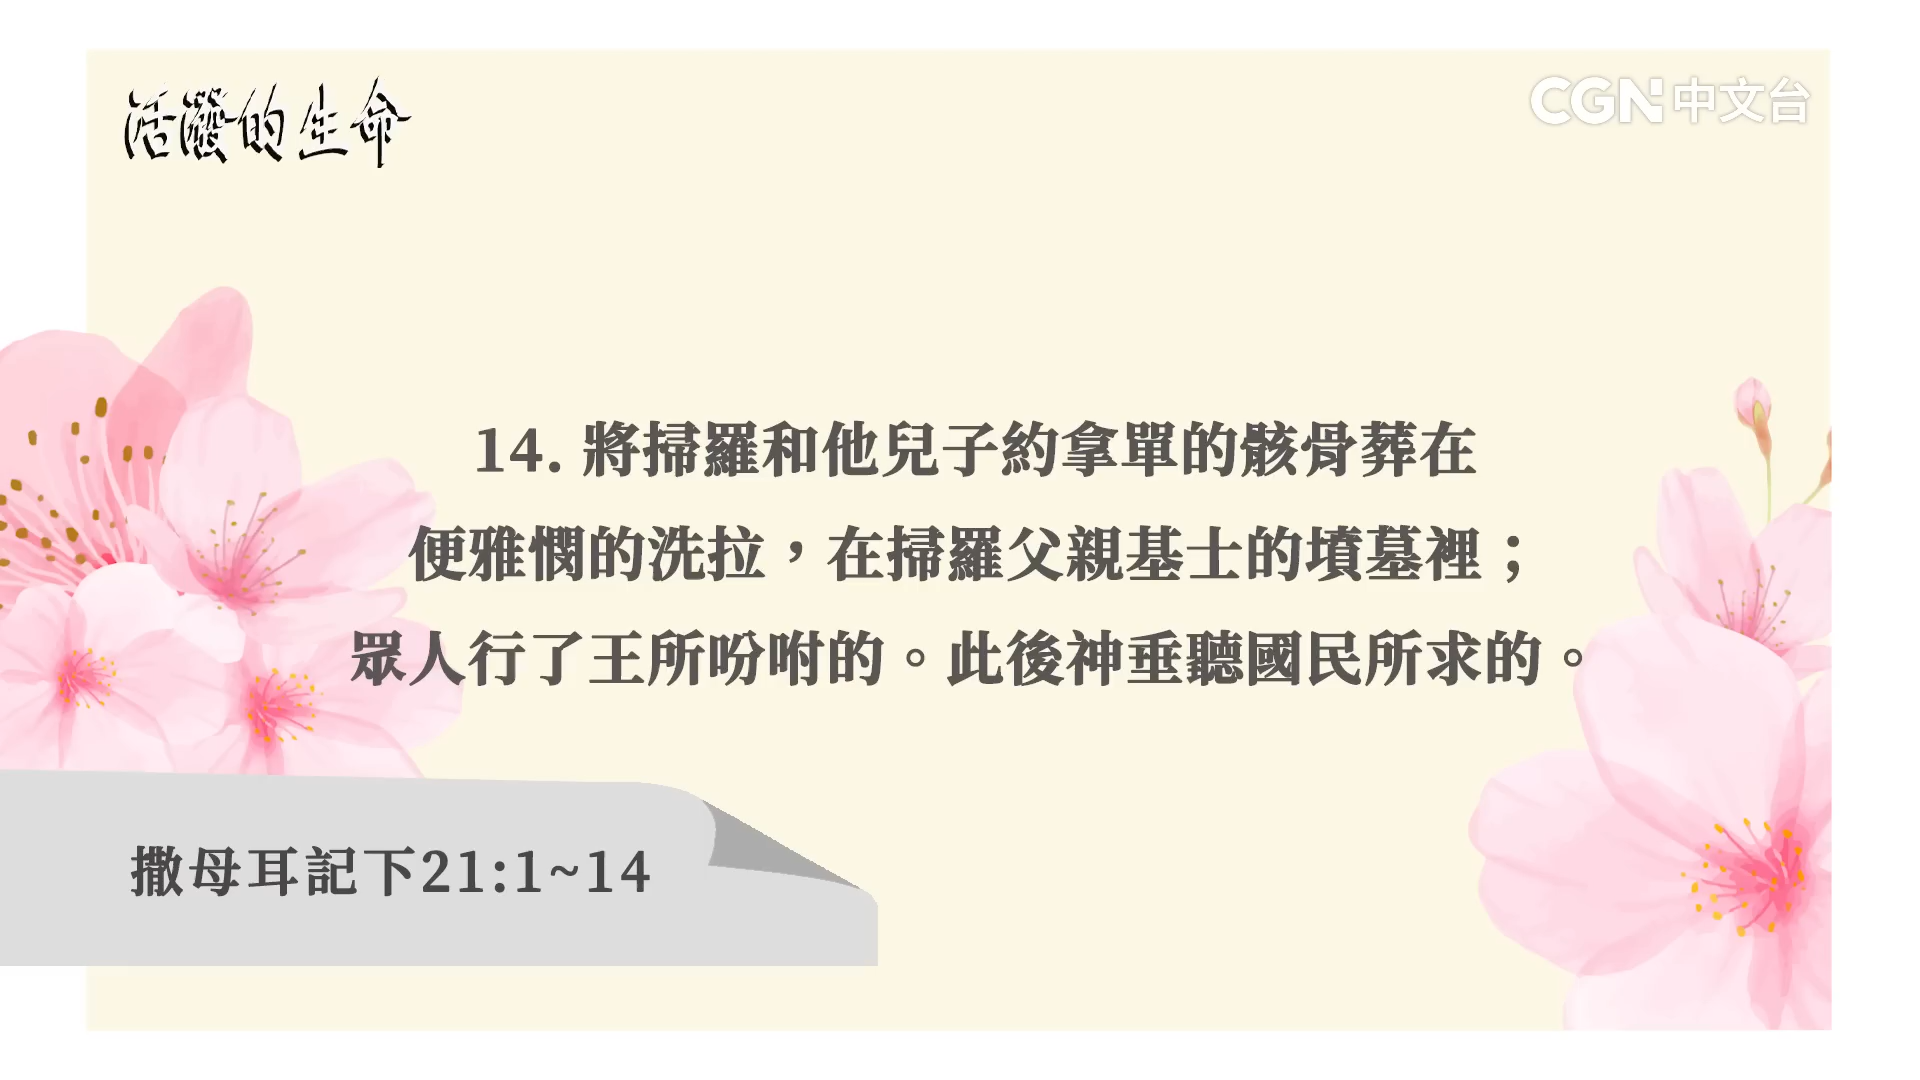 活潑的生命
CGN 中文台
14. 將掃羅和他兒子約拿單的骸骨葬在
便雅憫的洗拉，在掃羅父親基士的墳墓裡；
眾人行了王所吩咐的。此後神垂聽國民所求的。
撒母耳記下21:1~14